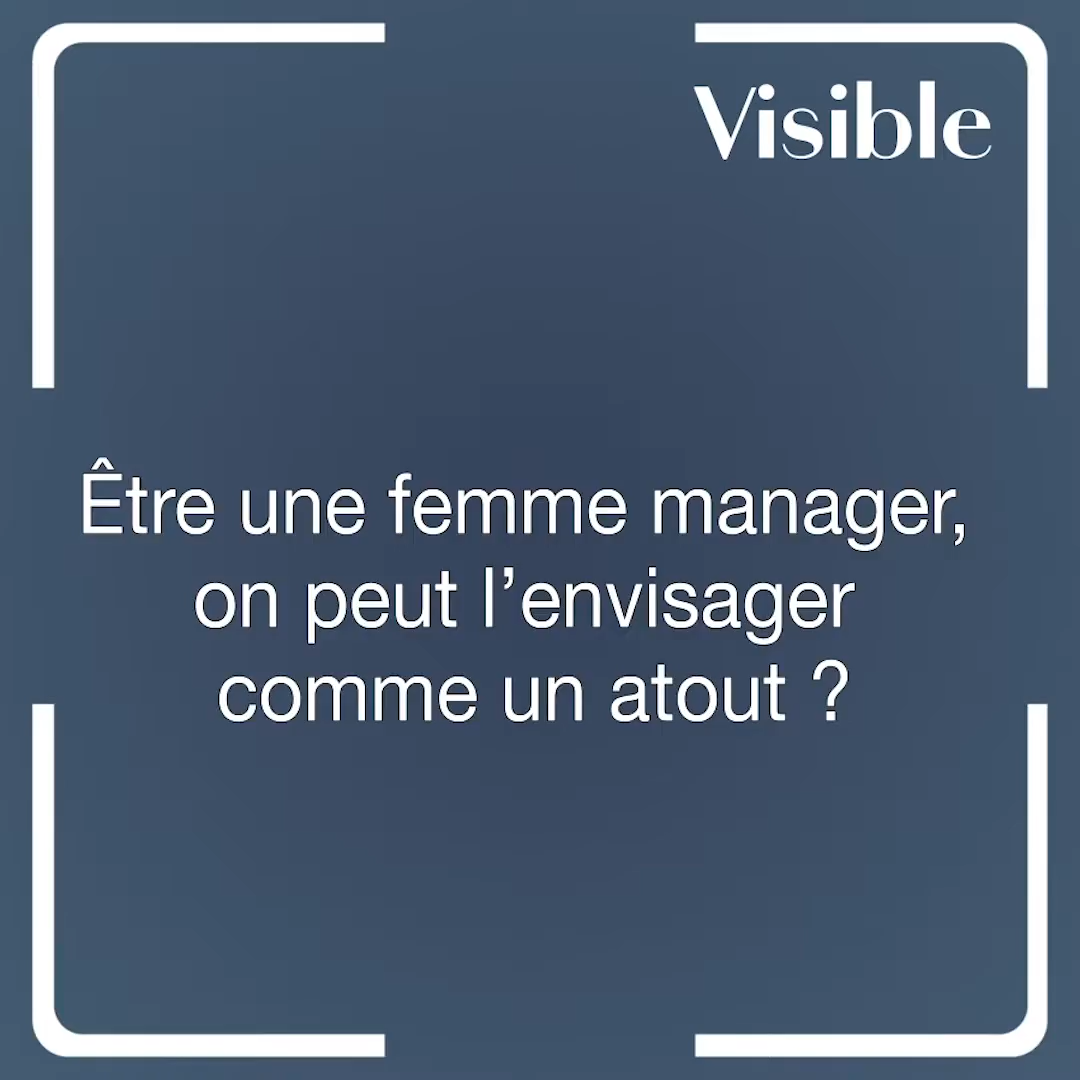 Visible
Être une femme manager,
on peut l’envisager
comme un atout ?